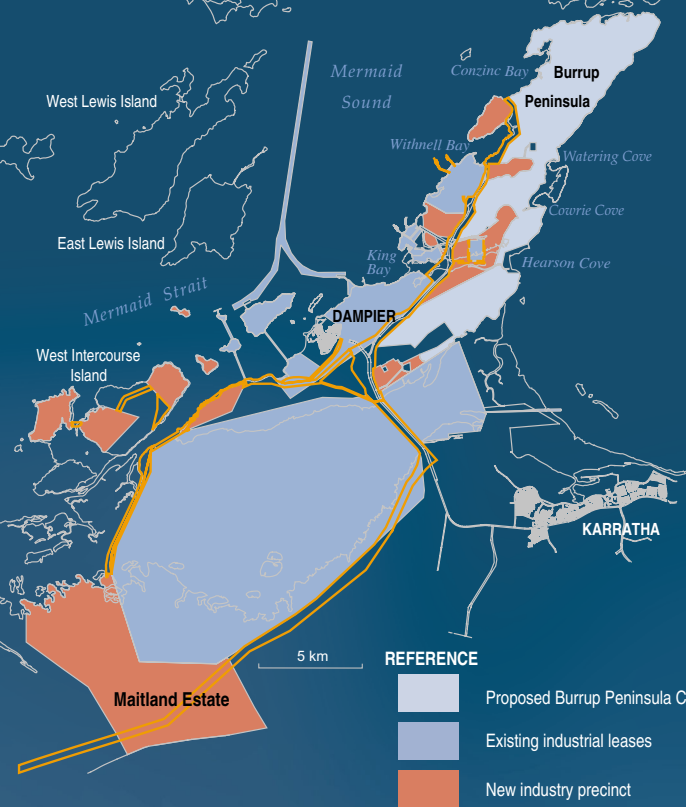 Mermaid
Sound
Conzinc Bay
Burrup
Peninsula
West Lewis Island
Withnell Bay
Watering Cove
Cowrie Cove
East Lewis Island
King
Bay
Hearson Cove
Mermaid Strait
DAMPIER
West Intercourse
Island
KARRATHA
5 km
REFERENCE
Maitland Estate
Proposed Burrup Peninsula C
Existing industrial leases
New industry precinct